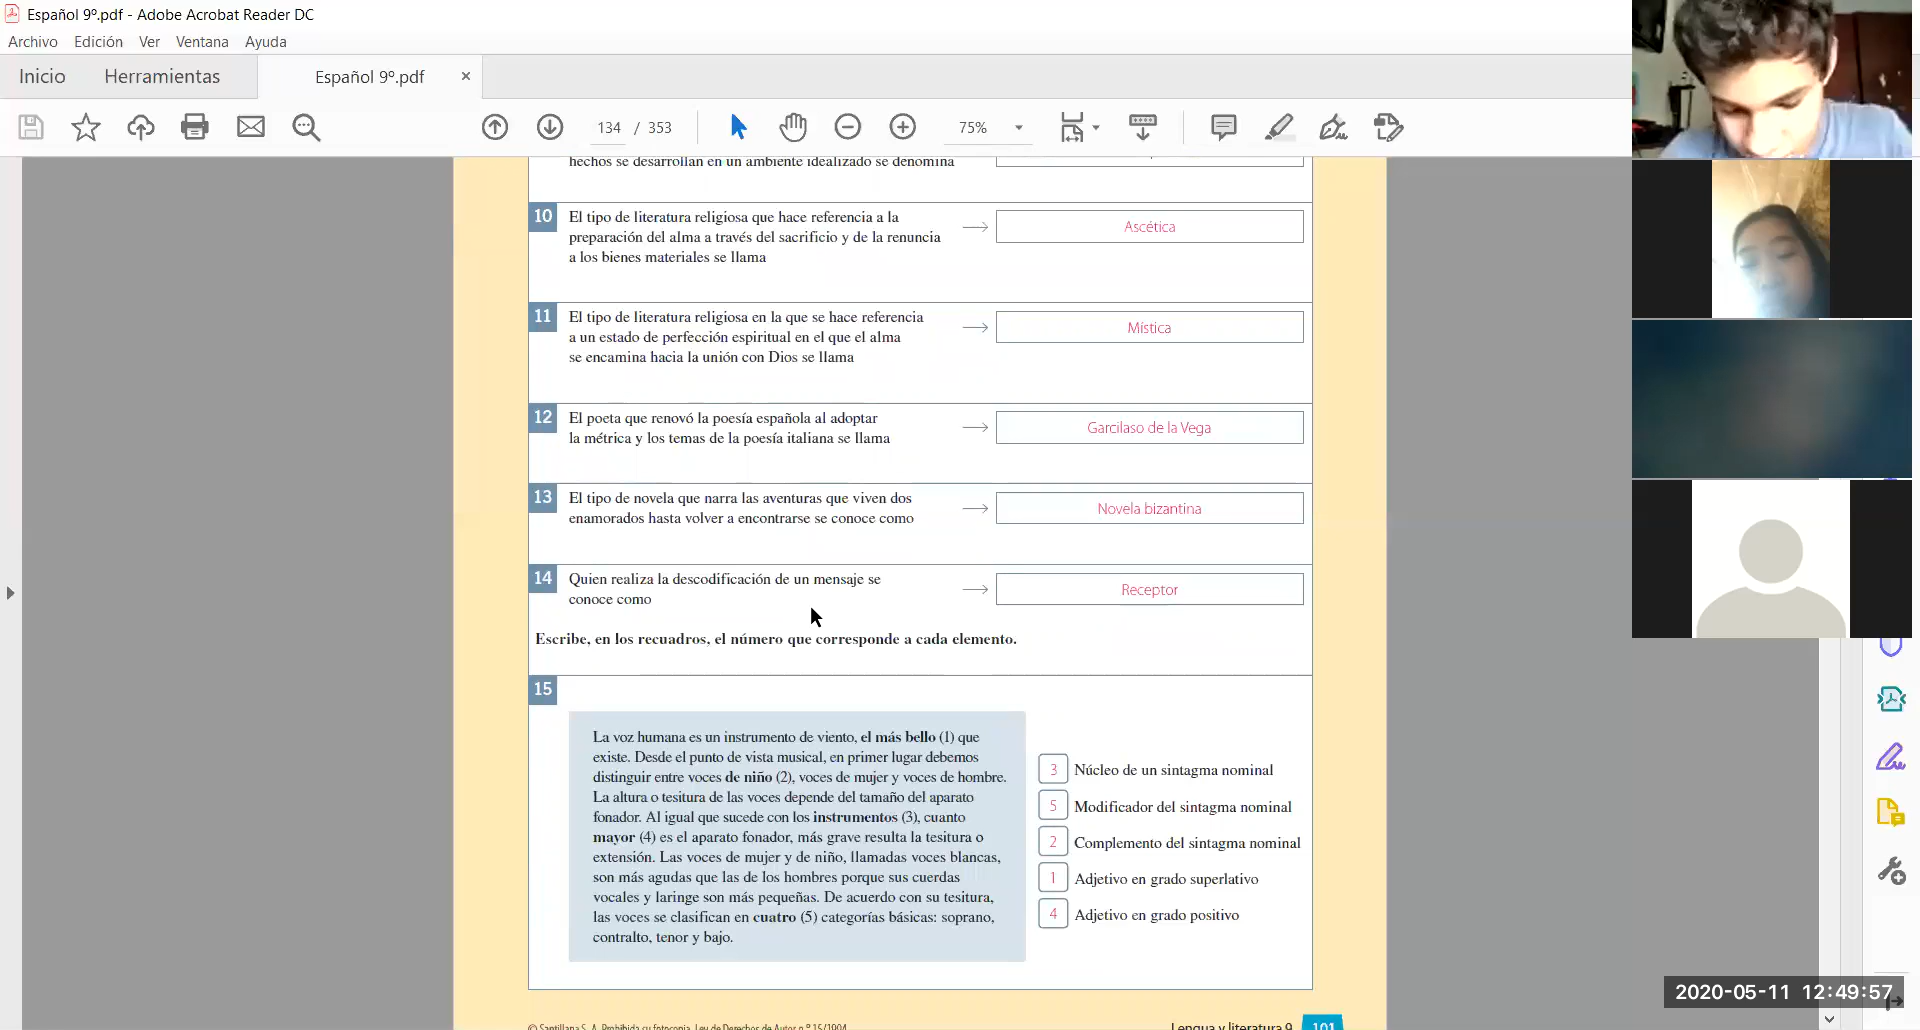 Español 9º.pdf - Adobe Acrobat Reader DC
Archivo Edición Ver Ventana Ayuda
Inicio Herramientas Español 9º.pdf ×
134 / 353 75%
hechos se desarrollan en un ambiente idealizado se denomina
10 El tipo de literatura religiosa que hace referencia a la
preparación del alma a través del sacrificio y de la renuncia
a los bienes materiales se llama
Ascética
11 El tipo de literatura religiosa en la que se hace referencia
a un estado de perfección espiritual en el que el alma
se encamina hacia la unión con Dios se llama
Mística
12 El poeta que renovó la poesía española al adoptar
la métrica y los temas de la poesía italiana se llama
Garcilaso de la Vega
13 El tipo de novela que narra las aventuras que viven dos
enamorados hasta volver a encontrarse se conoce como
Novela bizantina
14 Quien realiza la descodificación de un mensaje se
conoce como
Receptor
Escribe, en los recuadros, el número que corresponde a cada elemento.
15
La voz humana es un instrumento de viento, el más bello (1) que
existe. Desde el punto de vista musical, en primer lugar debemos
distinguir entre voces de niño (2), voces de mujer y voces de hombre.
La altura o tesitura de las voces depende del tamaño del aparato
fonador. Al igual que sucede con los instrumentos (3), cuanto
mayor (4) es el aparato fonador, más grave resulta la tesitura o
extensión. Las voces de mujer y de niño, llamadas voces blancas,
son más agudas que las de los hombres porque sus cuerdas
vocales y laringe son más pequeñas. De acuerdo con su tesitura,
las voces se clasifican en cuatro (5) categorías básicas: soprano,
contralto, tenor y bajo.
3 Núcleo de un sintagma nominal
5 Modificador del sintagma nominal
2 Complemento del sintagma nominal
1 Adjetivo en grado superlativo
4 Adjetivo en grado positivo
© Santillana S. A. Prohibida su fotocopia. Ley de Derechos de Autor n.º 15/1994
Lengua y literatura 9 101
2020-05-11 12:49:57